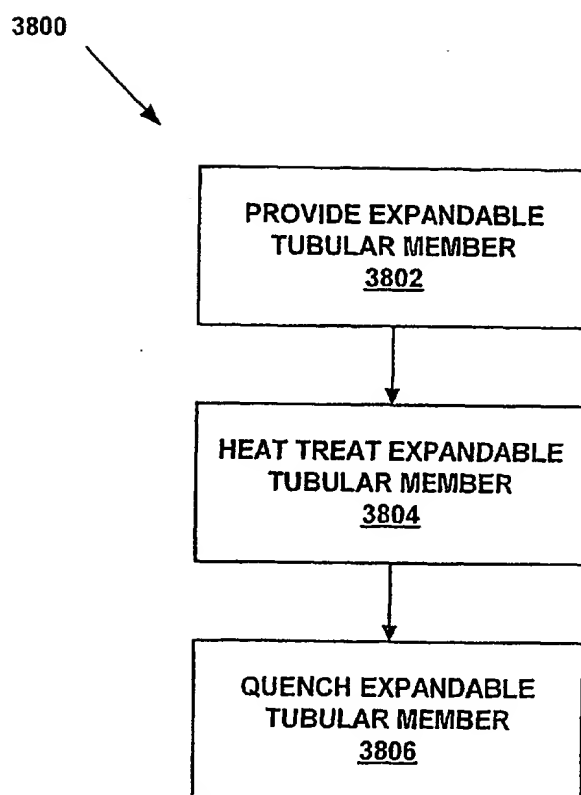 3800
PROVIDE EXPANDABLE
TUBULAR MEMBER
3802
HEAT TREAT EXPANDABLE
TUBULAR MEMBER
3804
QUENCH EXPANDABLE
TUBULAR MEMBER
3806